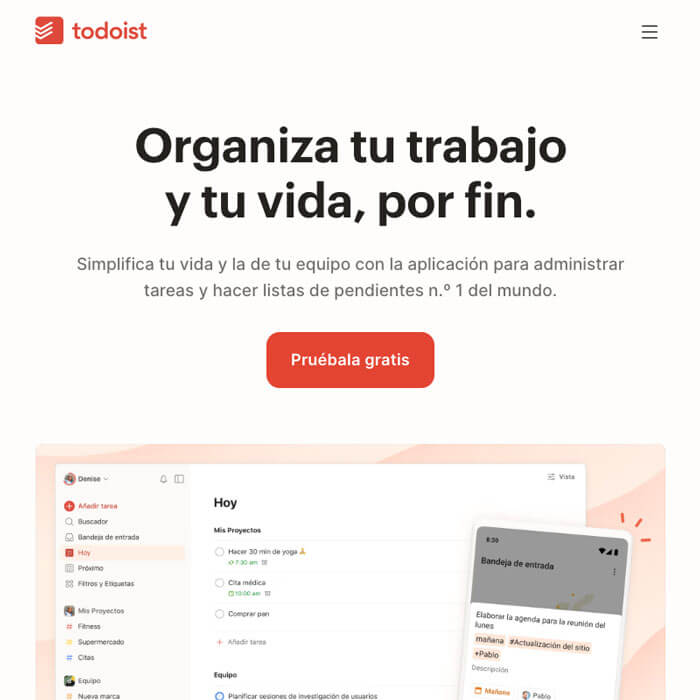 todoist
Organiza tu trabajo
y tu vida, por fin.
Simplifica tu vida y la de tu equipo con la aplicación para administrar
tareas y hacer listas de pendientes n.º 1 del mundo.
Pruébala gratis
Denise
Añadir tarea
Buscador
Bandeja de entrada
Hoy
Próximo
Filtros y Etiquetas
Mis Proyectos
Fitness
Supermercado
Citas
Equipo
Nueva marca
Vista
Hoy
Mis Proyectos
Hacer 30 min de yoga 🙏
7:30 am
Cita médica
10:00 am
Comprar pan
+ Añadir tarea
Equipo
Planificar sesiones de investigación de usuarios
8:30
Bandeja de entrada
Elaborar la agenda para la reunión del
lunes
mañana #Actualización del sitio
+Pablo
Descripción
Mañana Pablo